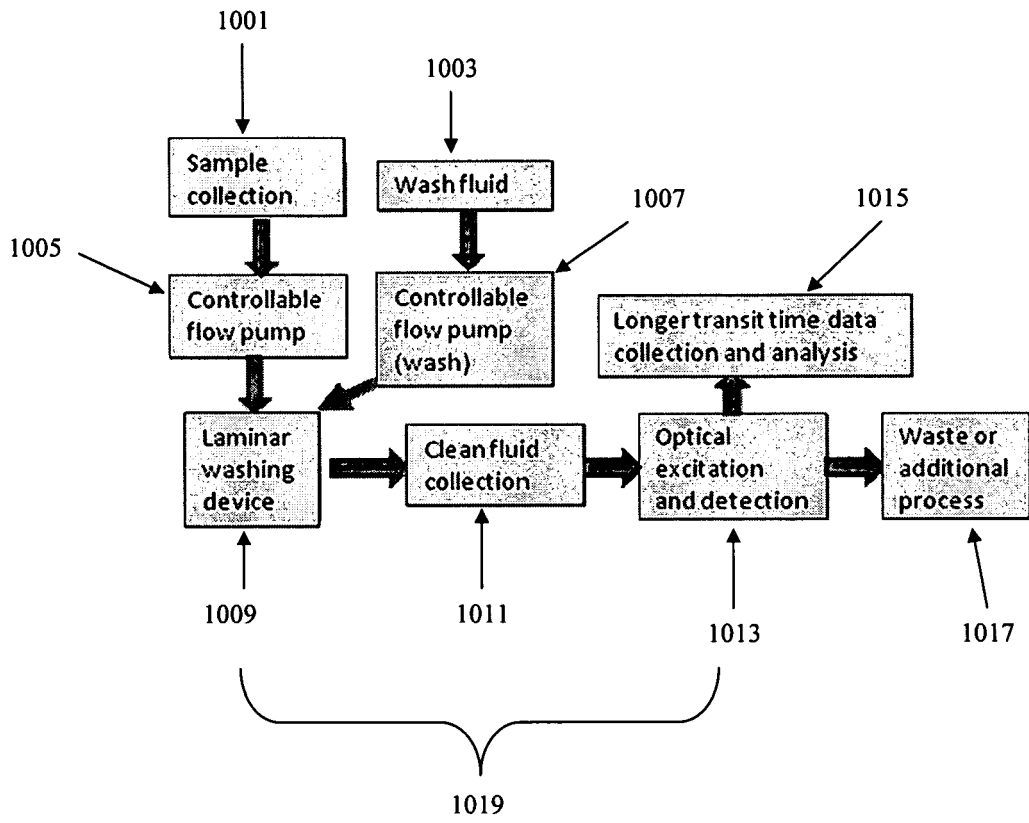 1001
1003
Sample
collection
Wash fluid
1007
1015
1005
Controllable
flow pump
Controllable
flow pump
(wash)
Longer transit time data
collection and analysis
Laminar
washing
device
Clean fluid
collection
Optical
excitation
and detection
Waste or
additional
process
1009
1011
1013
1017
1019